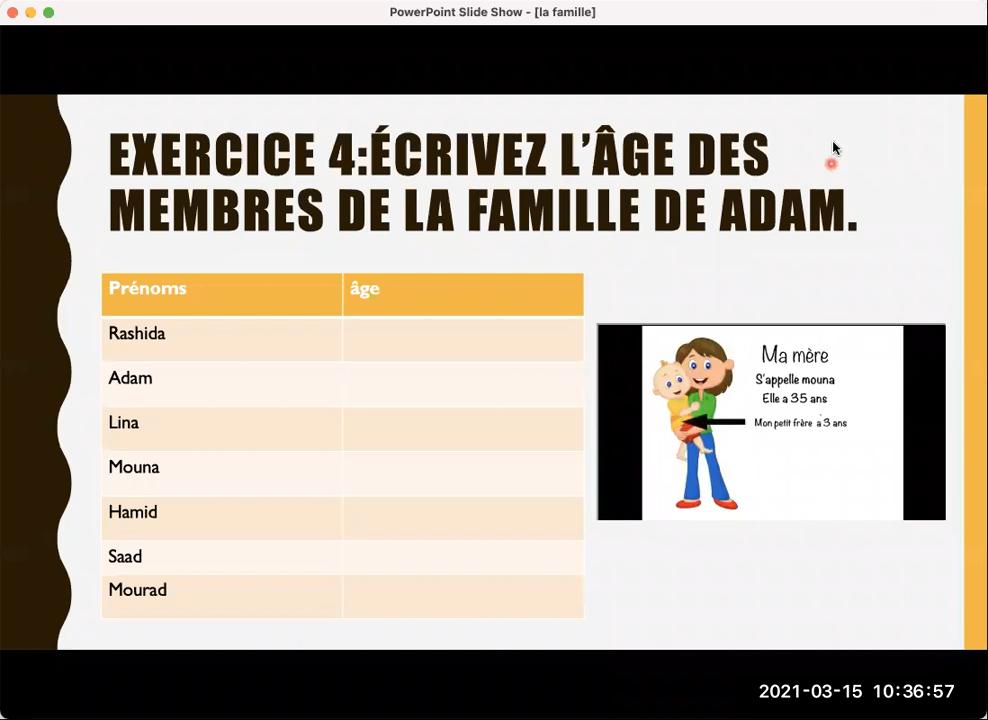 PowerPoint Slide Show - [la famille]
EXERCICE 4:ÉCRIVEZ L’ÂGE DES
MEMBRES DE LA FAMILLE DE ADAM.
Prénoms âge
Rashida
Adam
Lina
Mouna
Hamid
Saad
Mourad
Ma mère
S'appelle mouna
Elle a 35 ans
Mon petit frère a 3 ans
2021-03-15 10:36:57